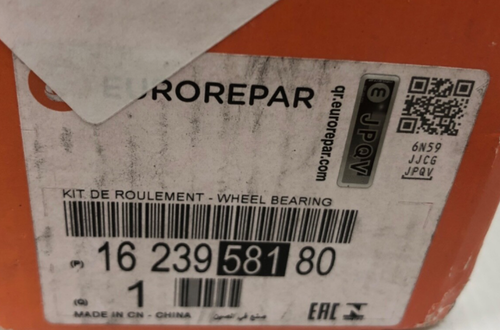 EUROREPAR
qr.eurorepar.com
JPQV
6N59
JJCG
JPQV
KIT DE ROULEMENT - WHEEL BEARING
(P) 16 239 581 80
(Q) 1
MADE IN CN - CHINA صنع في الصين
EAC